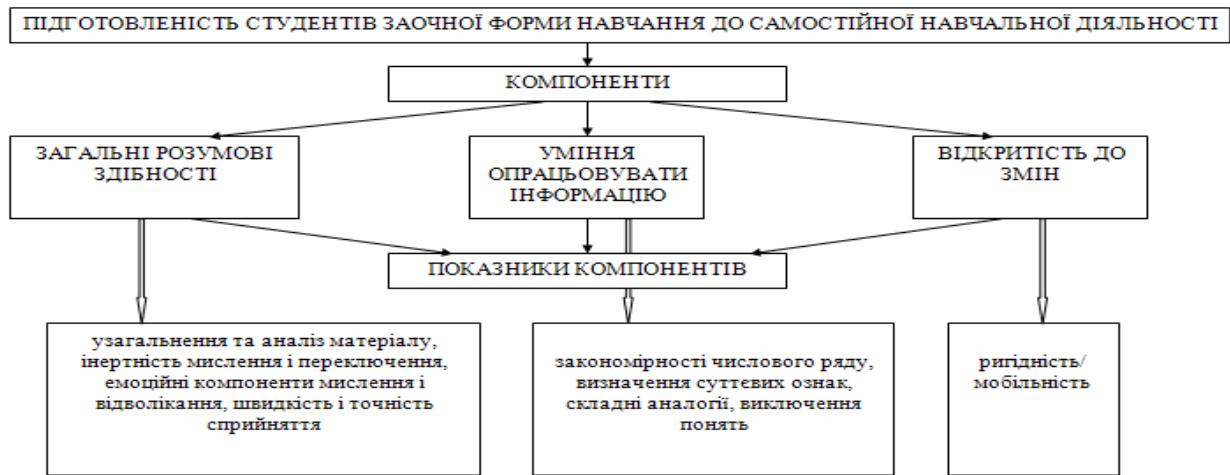 ПІДГОТОВЛЕНІСТЬ СТУДЕНТІВ ЗАОЧНОЇ ФОРМИ НАВЧАННЯ ДО САМОСТІЙНОЇ НАВЧАЛЬНОЇ ДІЯЛЬНОСТІ
КОМПОНЕНТИ
ЗАГАЛЬНІ РОЗУМОВІ
ЗДІБНОСТІ
УМІННЯ
ОПРАЦЬОВУВАТИ
ІНФОРМАЦІЮ
ВІДКРИТІСТЬ ДО
ЗМІН
ПОКАЗНИКИ КОМПОНЕНТІВ
узагальнення та аналіз матеріалу,
інертність мислення і переключення,
емоційні компоненти мислення і
відволікання, швидкість і точність
сприйняття
закономірності числового ряду,
визначення суттєвих ознак,
складні аналогії, виключення
понять
ригідність/
мобільність